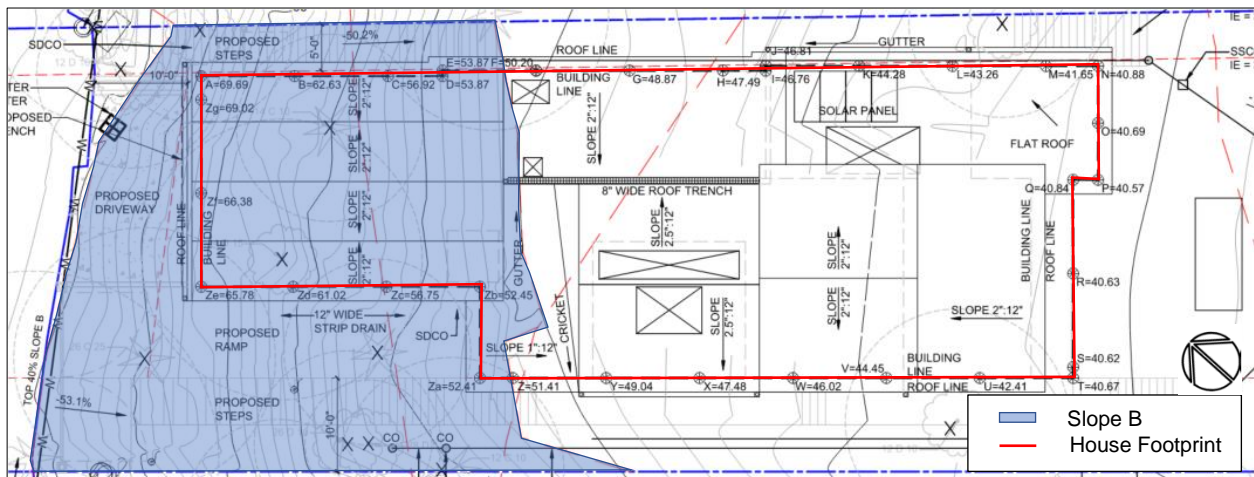 IE =
SDCO
PROPOSED
STEPS
-50.2%
5'-0"
ROOF LINE
J=46.81
GUTTER
SSC
IE =
10'-0"
E=53.87
F=50.20
BUILDING
LINE
A=69.69
B=62.63
C=56.92
D=53.87
G=48.87
H=47.49
I=46.76
K=44.28
L=43.26
M=41.65
N=40.88
TER
TER
PROPOSED
ENCH
Zg=69.02
SLOPE
2":12"
SLOPE 2":12"
SOLAR PANEL
O=40.69
FLAT ROOF
SLOPE
2":12"
PROPOSED
DRIVEWAY
Zf=66.38
8" WIDE ROOF TRENCH
Q=40.84
P=40.57
ROOF LINE
BUILDING
LINE
SLOPE
2":12"
GUTTER
SLOPE
2.5":12"
SLOPE
2":12"
BUILDING LINE
ROOF LINE
SLOPE
2":12"
R=40.63
Ze=65.78
Zd=61.02
Zc=56.75
Zb=52.45
12" WIDE
STRIP DRAIN
CRICKET
SLOPE
2.5":12"
SLOPE
2":12"
SLOPE 2":12"
PROPOSED
RAMP
SDCO
SLOPE 1":12"
TOP 40% SLOPE B
V=44.45
BUILDING
LINE
S=40.62
Za=52.41
Z=51.41
Y=49.04
X=47.48
W=46.02
ROOF LINE
U=42.41
T=40.67
-53.1%
PROPOSED
STEPS
10'-0"
CO
CO
Slope B
House Footprint